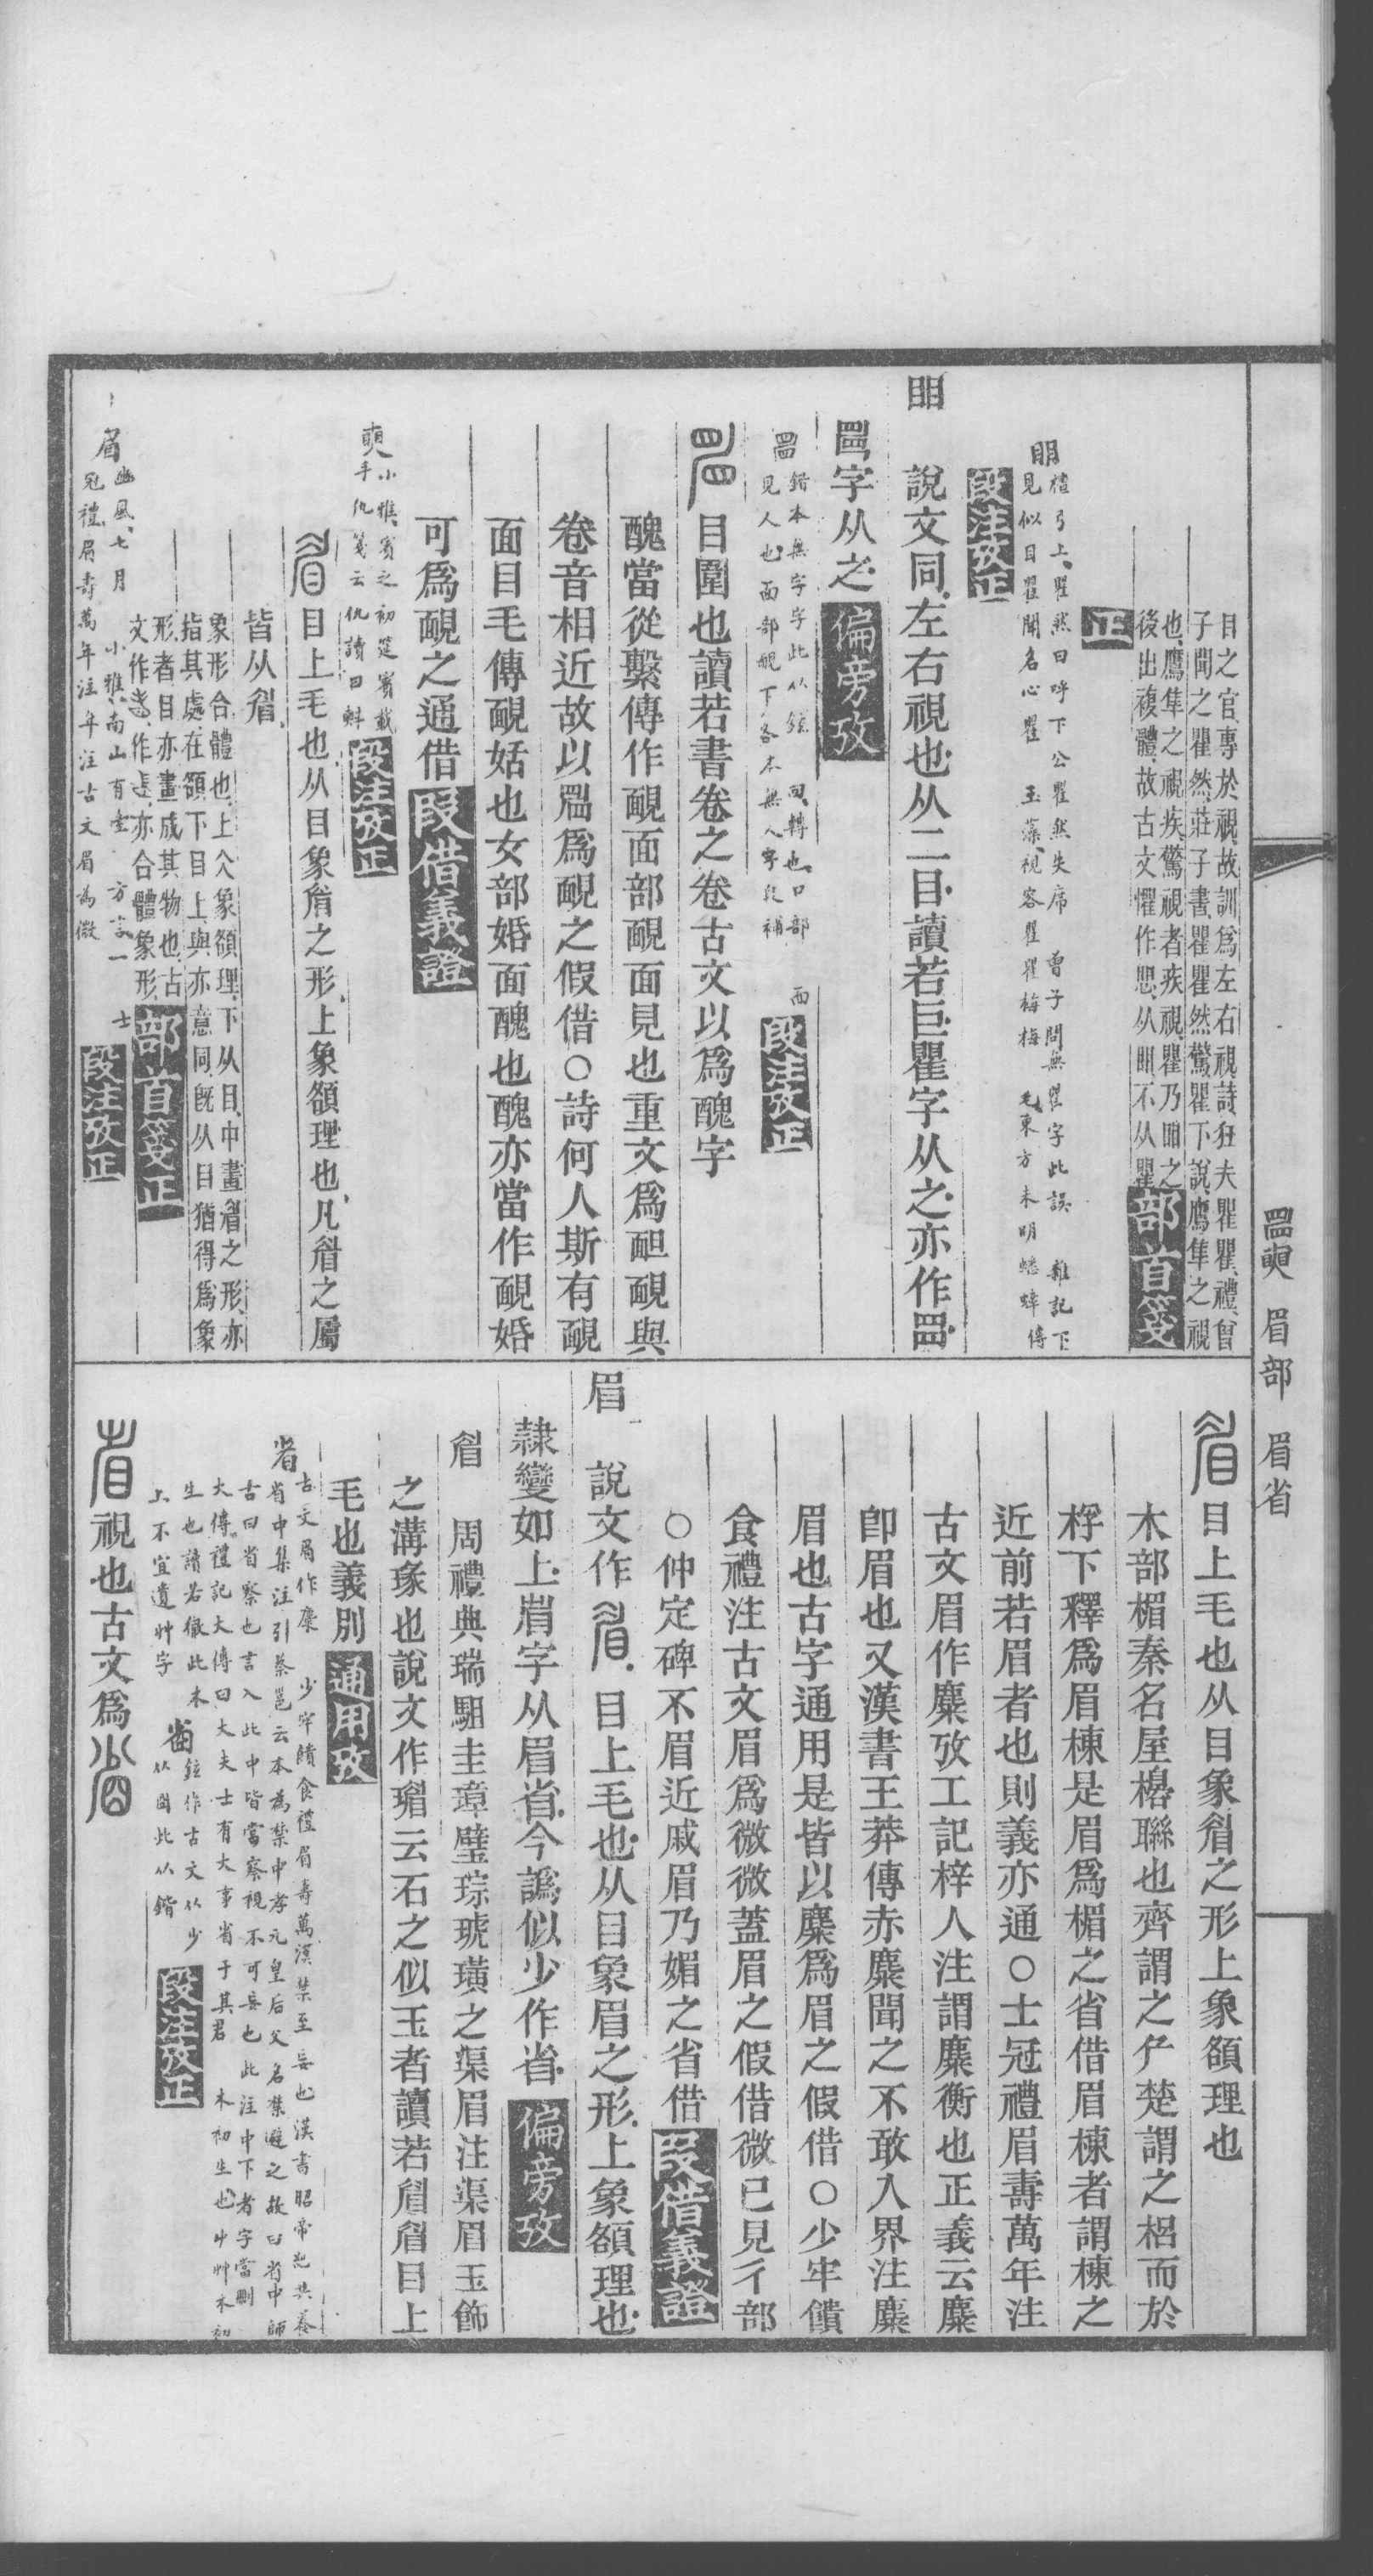 目之官專於視故訓爲左右視詩狂夫瞿瞿禮曾
子聞之瞿然莊子書瞿瞿然驚瞿下說鷹隼之視
也鷹隼之視疾驚視者疾視瞿乃䀠之
後出複體故古文懼作愳从䀠不从瞿部首箋
正
䀠檀弓上瞿然曰呼下公瞿然失席 曾子問無瞿字此誤 雜記下
見似目瞿聞名心瞿 玉藻視容瞿瞿梅梅 東方未明蟋蟀傳
段注攷正
䀠 說文同左右視也从二目讀若巨瞿字从之亦作
字从之偏旁攷
鍇本無字字此从鉉 囘轉也口部 面
見人也面部靦下各本無人字段補段注攷正
目圍也讀若書卷之卷古文以爲醜字
醜當從繫傳作靦面部靦面見也重文爲䩄靦與
卷音相近故以𥇛爲靦之假借○詩何人斯有靦
面目毛傳靦姡也女部婚面醜也醜亦當作靦婚
可爲靦之通借叚借義證
奭小雅賓之初筵賓載
手仇箋云仇讀曰㪺段注攷正
目上毛也从目象眉之形上象頟理也凡眉之屬
皆从眉
象形合體也上仌象頟理下从目中畫眉之形亦
指其處在頟下目上與亦意同旣从目猶得爲象
形者目亦畫成其物也古
文作𡴀作𡴀亦合體象形部首箋正
眉豳風七月 小雅南山有臺 方言一 士
冠禮眉壽萬年注年注古文眉爲微段注攷正
𥇛奭 眉部 眉省
眉目上毛也从目象眉之形上象頟理也
木部楣秦名屋櫋聯也齊謂之戶楚謂之梠而於
桴下釋爲眉棟是眉爲楣之省借眉棟者謂棟之
近前若眉者也則義亦通○士冠禮眉壽萬年注
古文眉作麋攷工記梓人注謂麋衡也正義云麋
卽眉也又漢書王莽傳赤麋聞之不敢入界注麋
眉也古字通用是皆以麋爲眉之假借○少牢饋
食禮注古文眉爲微微蓋眉之假借微已見彳部
○仲定碑不眉近戚眉乃媚之省借叚借義證
眉 說文作眉目上毛也从目象眉之形上象頟理也
隸變如上㟭字从眉省今譌似少作省偏旁攷
眉 周禮典瑞駔圭璋璧琮琥璜之渠眉注渠眉玉飾
之溝瑑也說文作瑂云石之似玉者讀若眉眉目上
毛也義別通用攷
省古文眉作麋 少牢饋食禮眉壽萬 漢禁至妄也漢書昭帝紀共養
省中集注引蔡邕云本爲禁中孝元皇后父名禁避之故曰省中師
古曰省察也言入此中皆當察視不可妄也此注中下者字當刪
大傳禮記大傳曰大夫士有大事省于其君 木初生也屮艸木初
生也讀若徹此木 鉉作古文从少
上不宜遺艸字 从囧此从鍇段注攷正
省視也古文爲